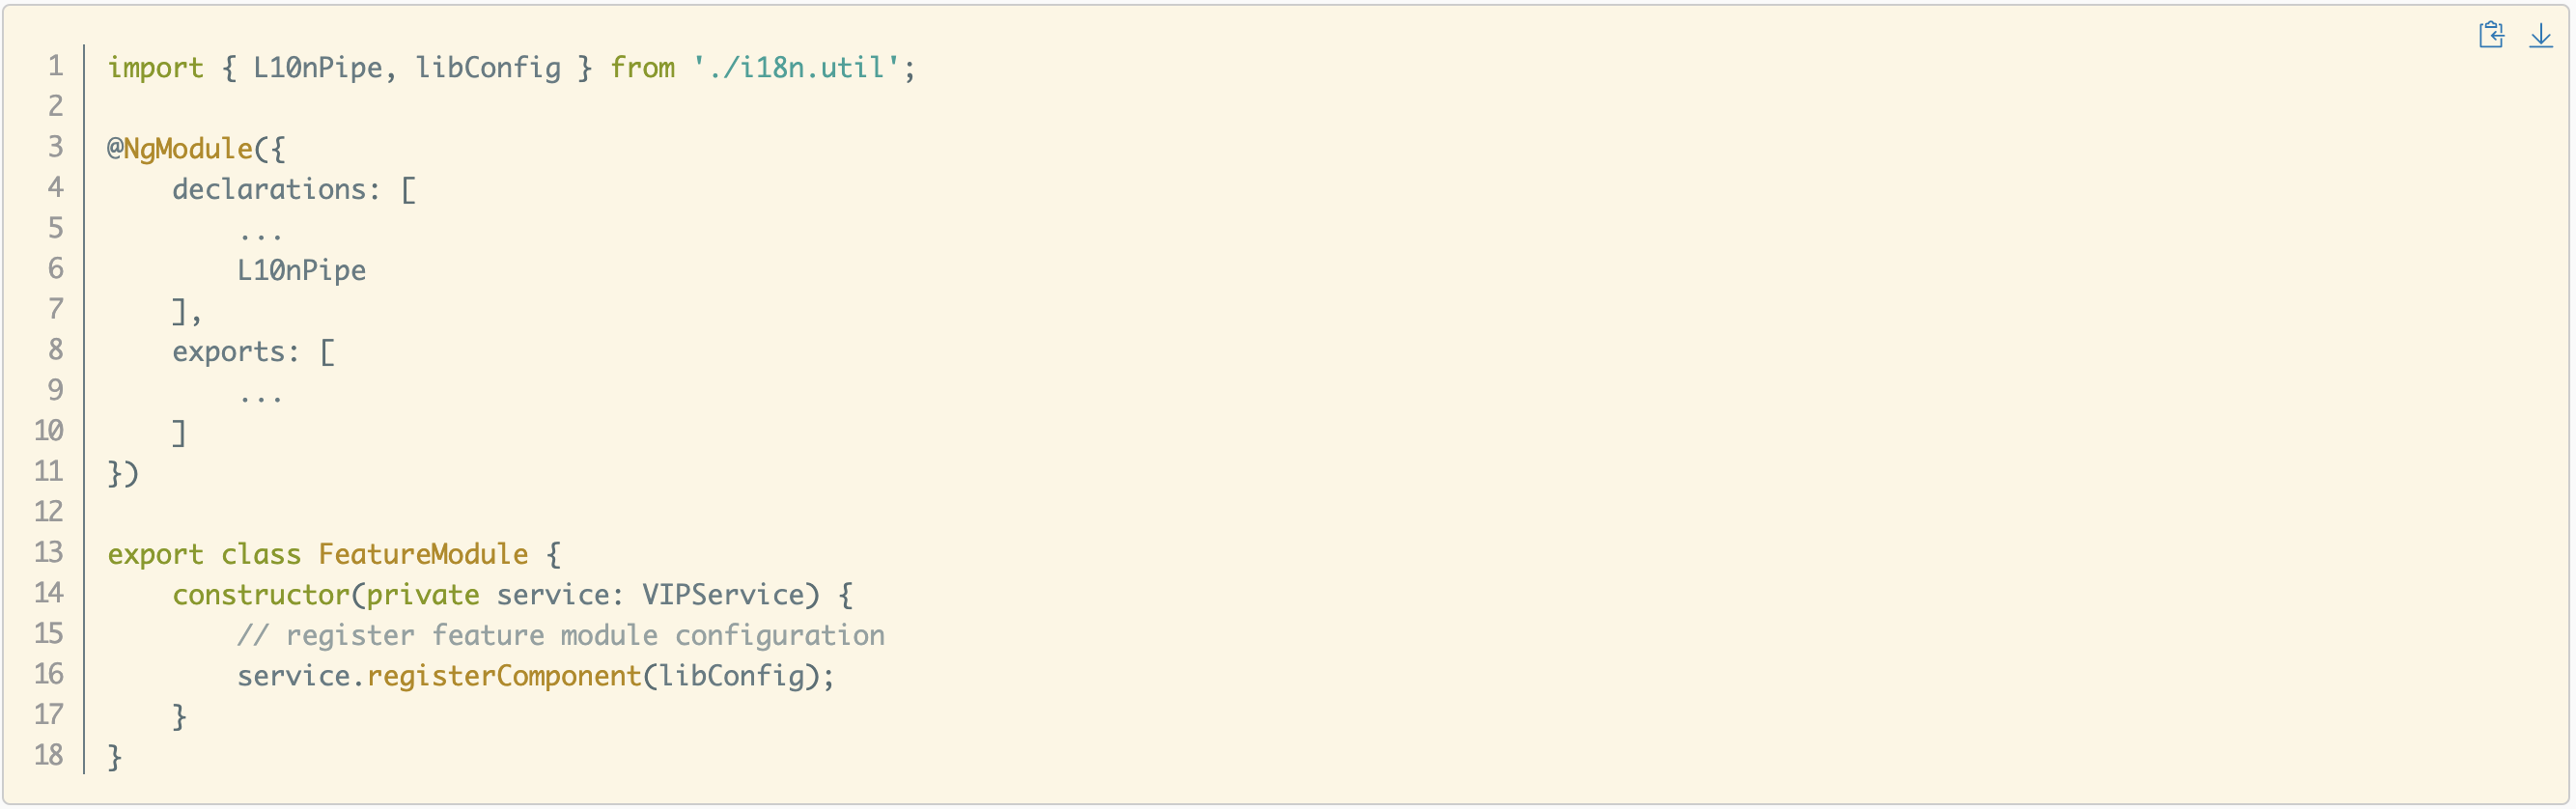 1 import { L10nPipe, libConfig } from './i18n.util';
2
3 @NgModule({
4     declarations: [
5         ...
6         L10nPipe
7     ],
8     exports: [
9         ...
10     ]
11 })
12
13 export class FeatureModule {
14     constructor(private service: VIPService) {
15         // register feature module configuration
16         service.registerComponent(libConfig);
17     }
18 }